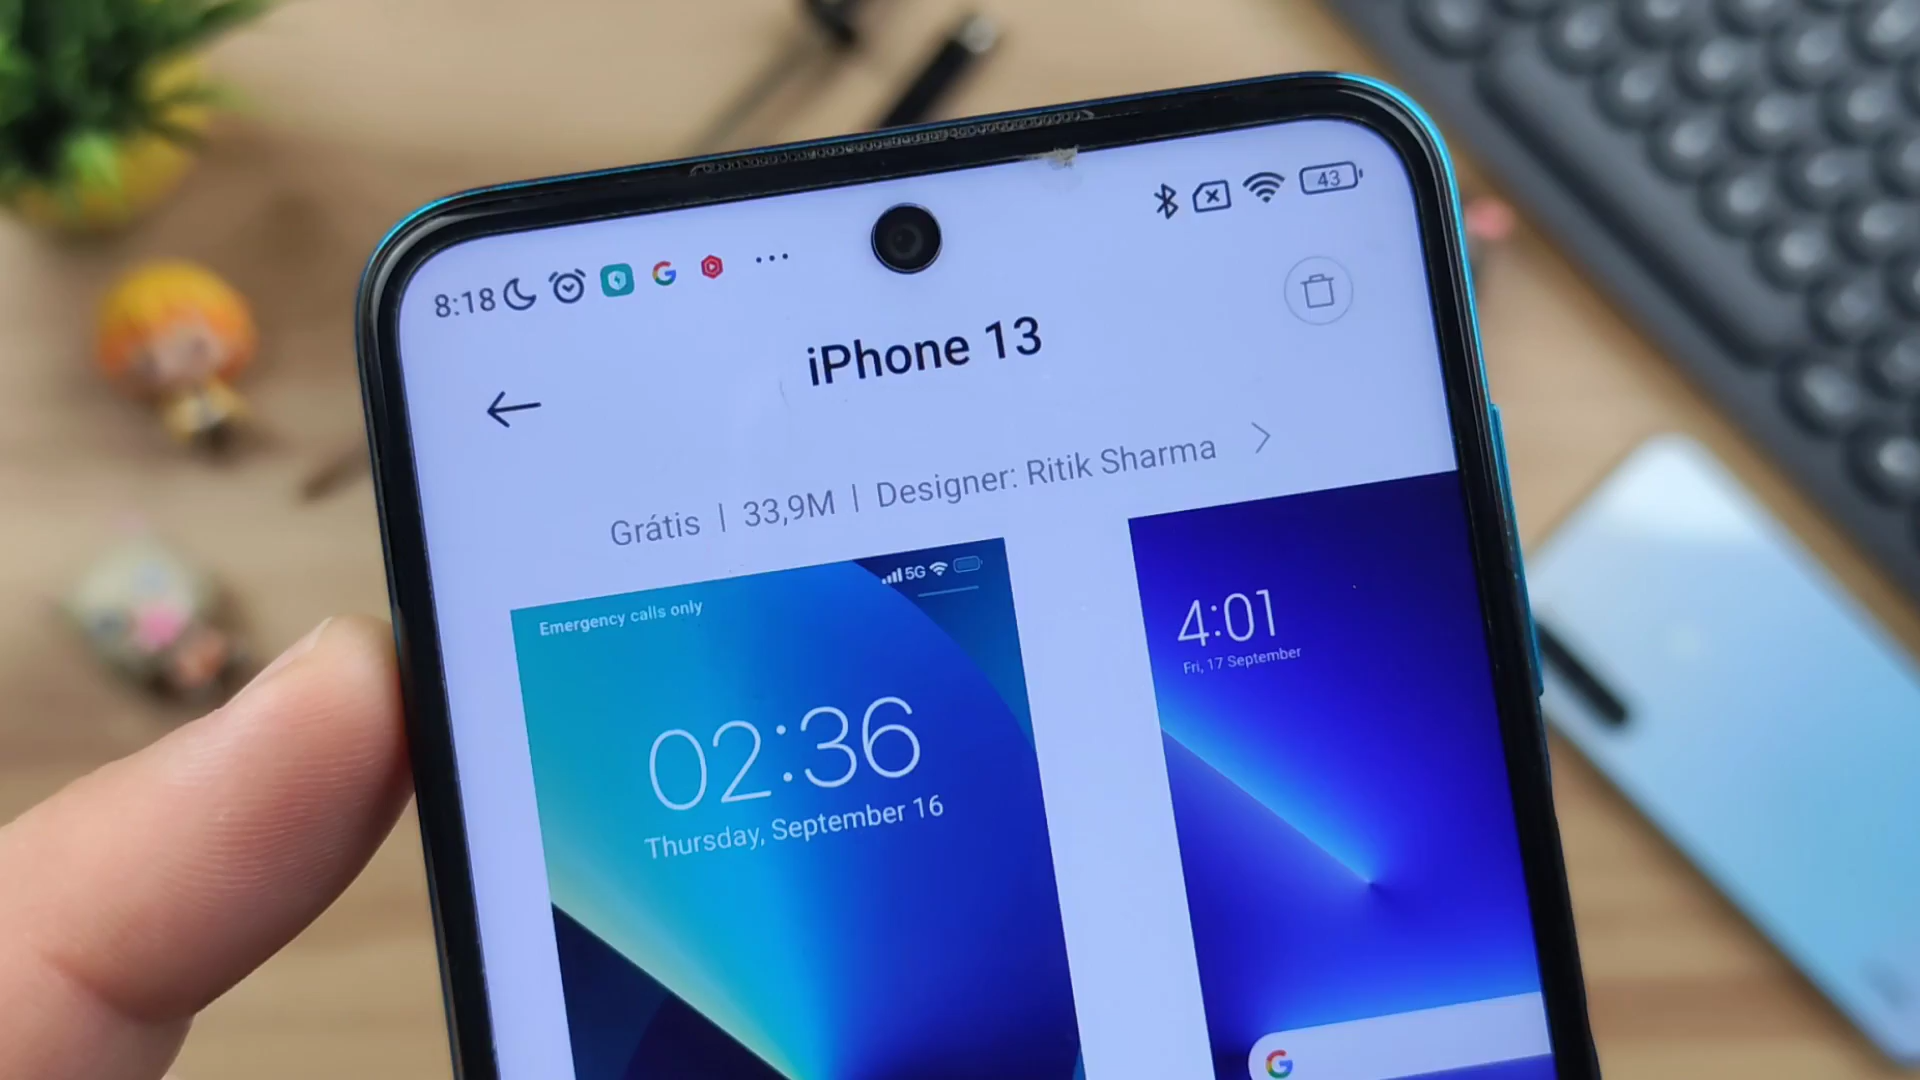 8:18
43
iPhone 13
Grátis | 33,9M | Designer: Ritik Sharma
Emergency calls only
5G
02:36
Thursday, September 16
4:01
Fri, 17 September